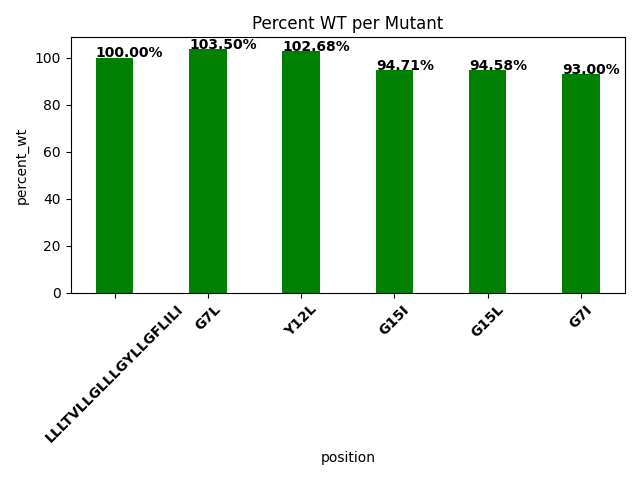 Percent WT per Mutant
percent_wt
100
80
60
40
20
0
100.00%
103.50%
102.68%
94.71%
94.58%
93.00%
LLLTVLLGLLLGYLLGFLILI
G7L
Y12L
G15I
G15L
G7I
position